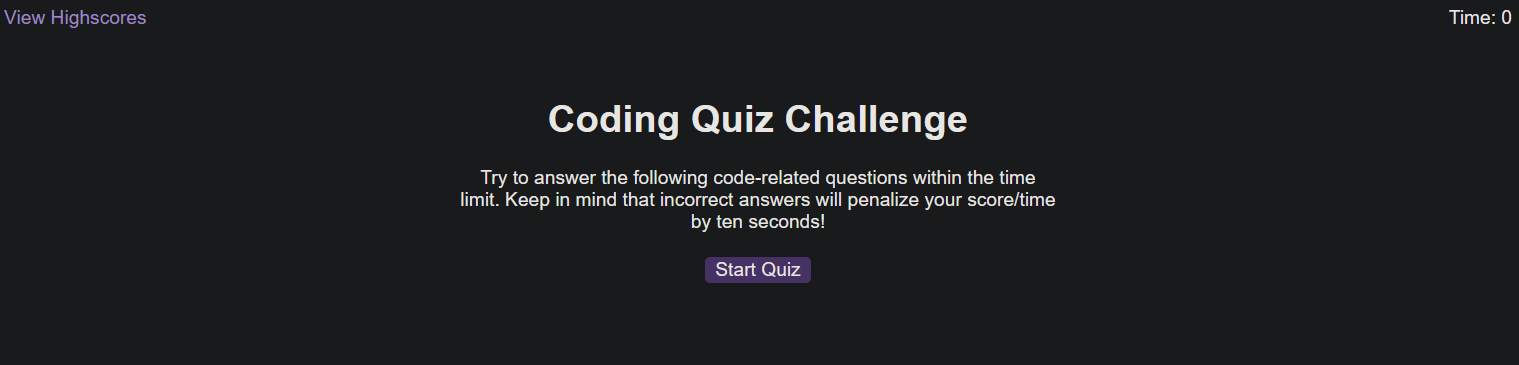 View Highscores
Time: 0
Coding Quiz Challenge
Try to answer the following code-related questions within the time
limit. Keep in mind that incorrect answers will penalize your score/time
by ten seconds!
Start Quiz